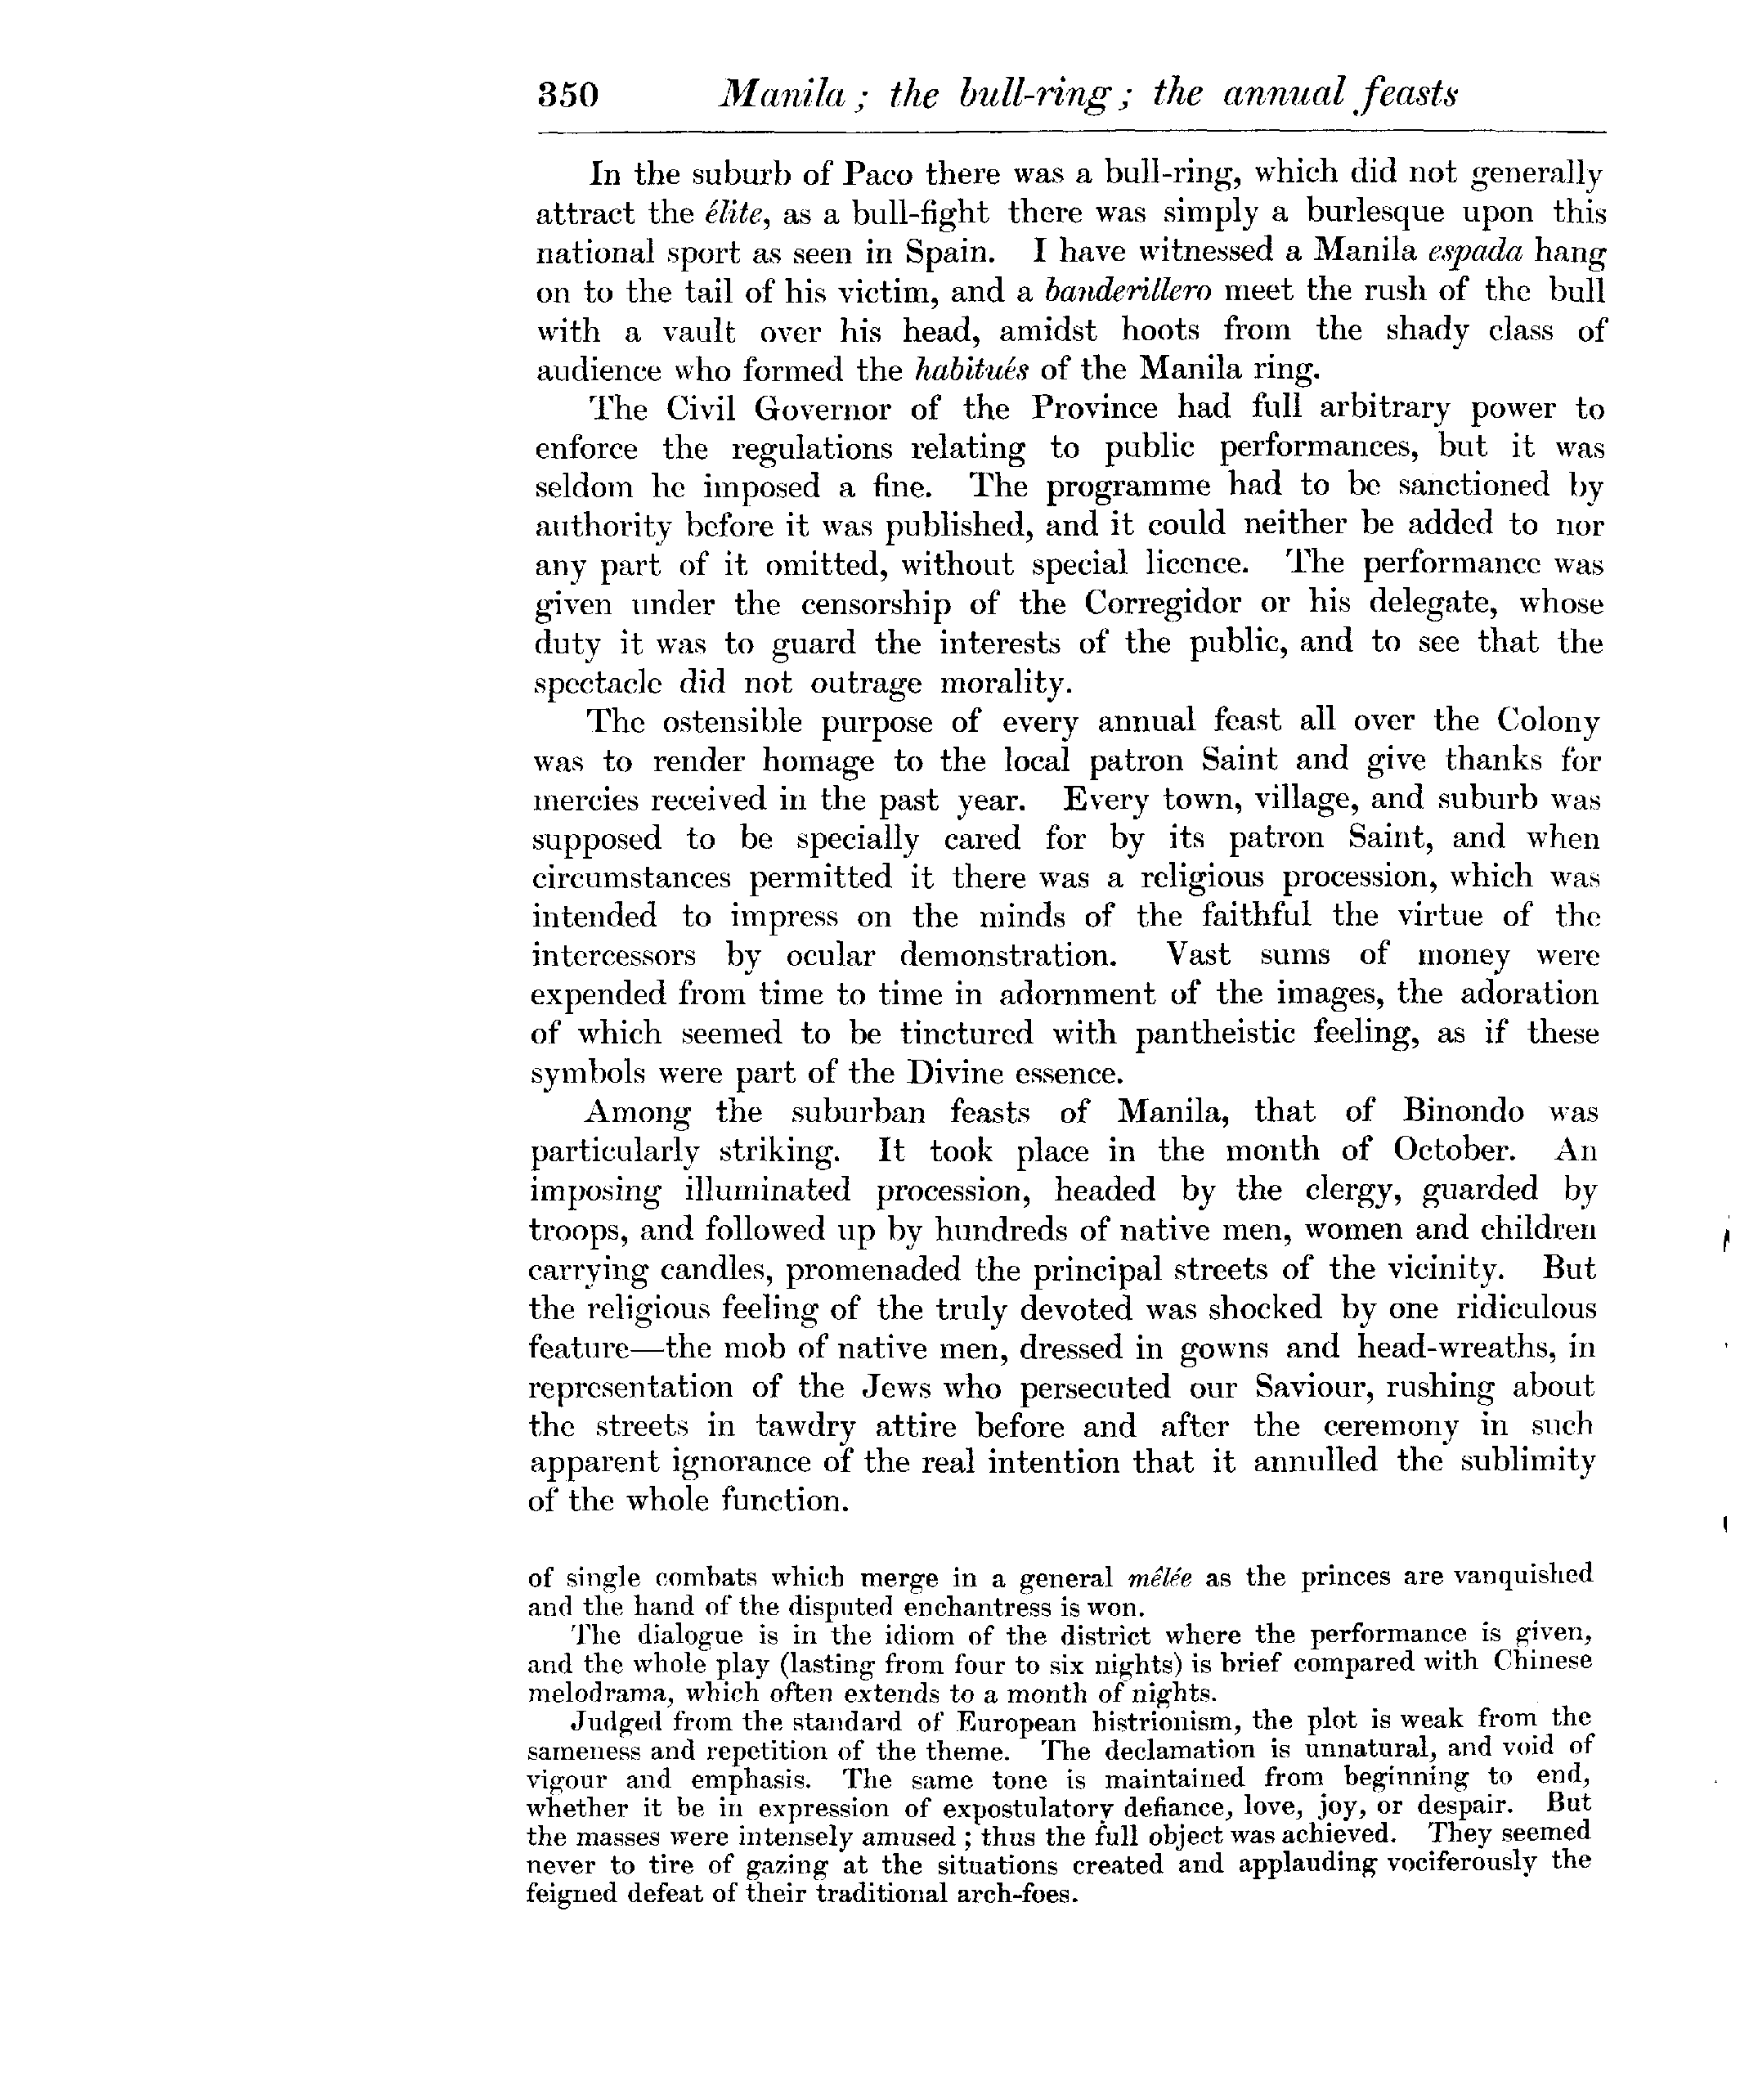 350 Manila ; the bull-ring ; the annual feasts
In the suburb of Paco there was a bull-ring, which did not generally
attract the élite, as a bull-fight there was simply a burlesque upon this
national sport as seen in Spain. I have witnessed a Manila espada hang
on to the tail of his victim, and a banderillero meet the rush of the bull
with a vault over his head, amidst hoots from the shady class of
audience who formed the habitués of the Manila ring.
The Civil Governor of the Province had full arbitrary power to
enforce the regulations relating to public performances, but it was
seldom he imposed a fine. The programme had to be sanctioned by
authority before it was published, and it could neither be added to nor
any part of it omitted, without special licence. The performance was
given under the censorship of the Corregidor or his delegate, whose
duty it was to guard the interests of the public, and to see that the
spectacle did not outrage morality.
The ostensible purpose of every annual feast all over the Colony
was to render homage to the local patron Saint and give thanks for
mercies received in the past year. Every town, village, and suburb was
supposed to be specially cared for by its patron Saint, and when
circumstances permitted it there was a religious procession, which was
intended to impress on the minds of the faithful the virtue of the
intercessors by ocular demonstration. Vast sums of money were
expended from time to time in adornment of the images, the adoration
of which seemed to be tinctured with pantheistic feeling, as if these
symbols were part of the Divine essence.
Among the suburban feasts of Manila, that of Binondo was
particularly striking. It took place in the month of October. An
imposing illuminated procession, headed by the clergy, guarded by
troops, and followed up by hundreds of native men, women and children
carrying candles, promenaded the principal streets of the vicinity. But
the religious feeling of the truly devoted was shocked by one ridiculous
feature—the mob of native men, dressed in gowns and head-wreaths, in
representation of the Jews who persecuted our Saviour, rushing about
the streets in tawdry attire before and after the ceremony in such
apparent ignorance of the real intention that it annulled the sublimity
of the whole function.
of single combats which merge in a general mêlée as the princes are vanquished
and the hand of the disputed enchantress is won.
The dialogue is in the idiom of the district where the performance is given,
and the whole play (lasting from four to six nights) is brief compared with Chinese
melodrama, which often extends to a month of nights.
Judged from the standard of European histrionism, the plot is weak from the
sameness and repetition of the theme. The declamation is unnatural, and void of
vigour and emphasis. The same tone is maintained from beginning to end,
whether it be in expression of expostulatory defiance, love, joy, or despair. But
the masses were intensely amused ; thus the full object was achieved. They seemed
never to tire of gazing at the situations created and applauding vociferously the
feigned defeat of their traditional arch-foes.